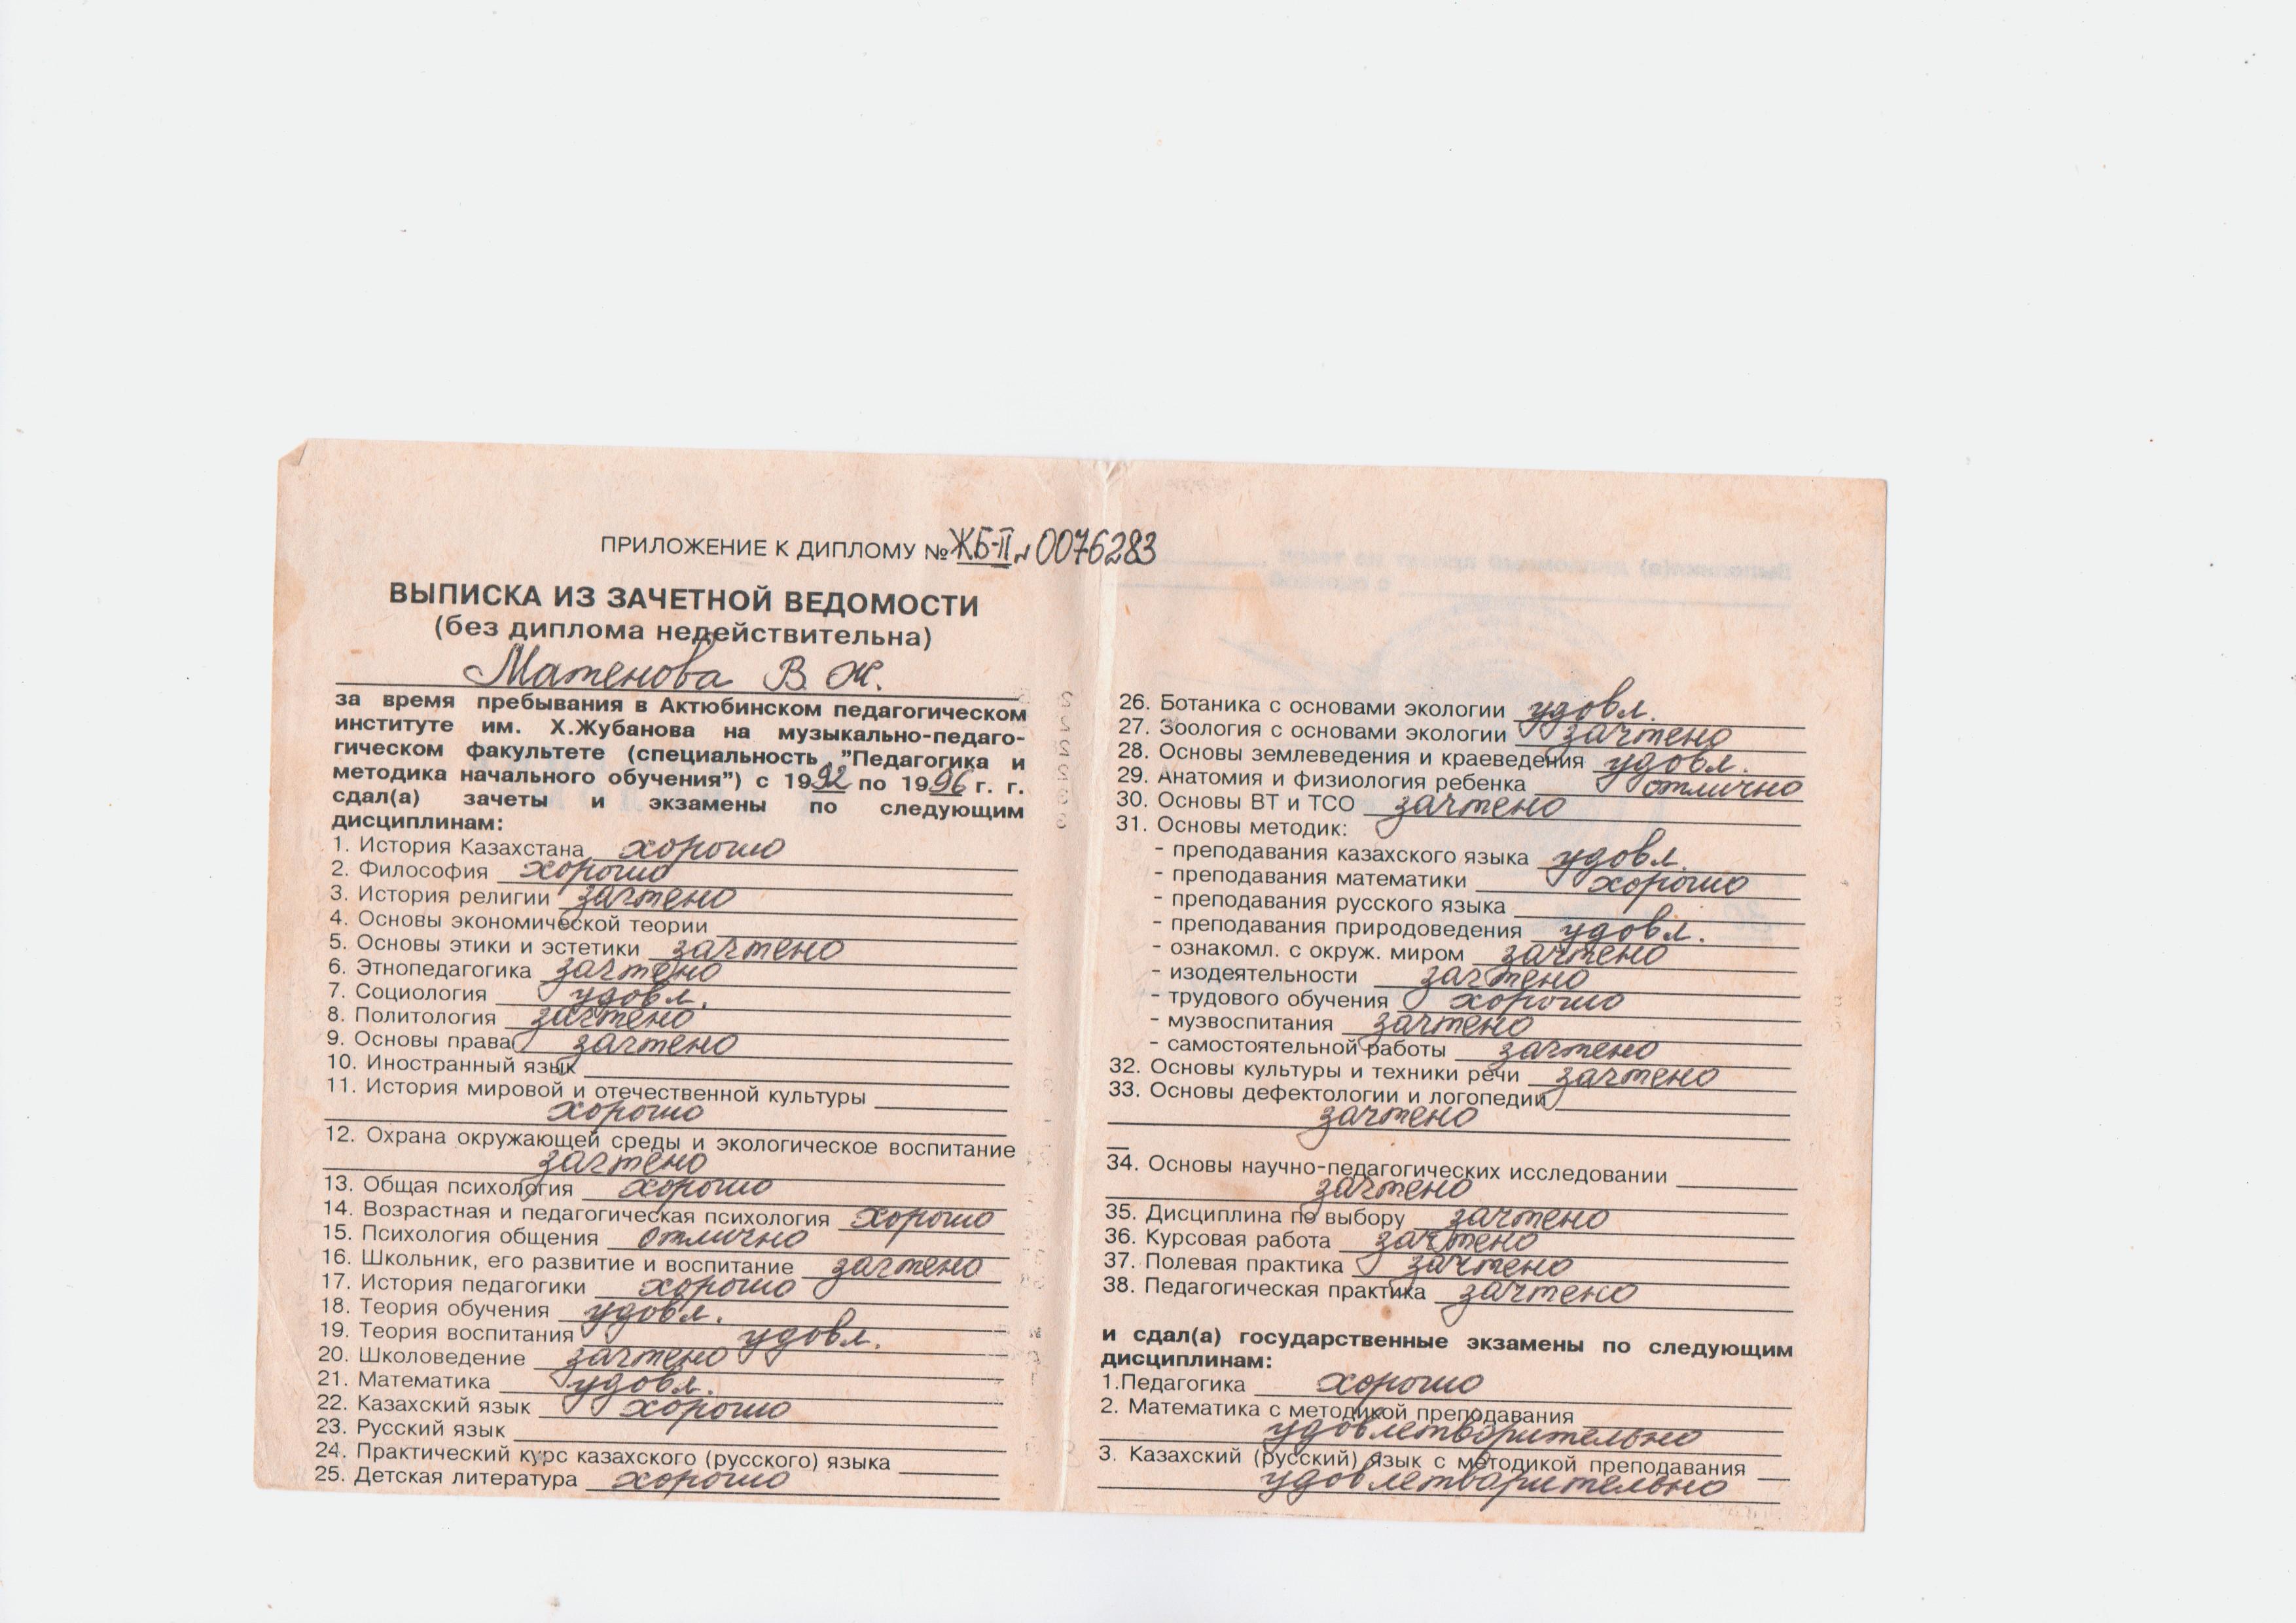 ПРИЛОЖЕНИЕ К ДИПЛОМУ № ЖБ-II № 0076283
ВЫПИСКА ИЗ ЗАЧЕТНОЙ ВЕДОМОСТИ
(без диплома недействительна)
Матенова В. Ж.
за время пребывания в Актюбинском педагогическом
институте им. Х.Жубанова на музыкально-педаго-
гическом факультете (специальность "Педагогика и
методика начального обучения") с 1992 по 1996 г. г.
сдал(а) зачеты и экзамены по следующим
дисциплинам:
1. История Казахстана хорошо
2. Философия хорошо
3. История религии зачтено
4. Основы экономической теории
5. Основы этики и эстетики зачтено
6. Этнопедагогика зачтено
7. Социология удовл.
8. Политология зачтено
9. Основы права зачтено
10. Иностранный язык
11. История мировой и отечественной культуры
хорошо
12. Охрана окружающей среды и экологическое воспитание
зачтено
13. Общая психология хорошо
14. Возрастная и педагогическая психология хорошо
15. Психология общения отлично
16. Школьник, его развитие и воспитание зачтено
17. История педагогики хорошо
18. Теория обучения удовл.
19. Теория воспитания удовл.
20. Школоведение зачтено
21. Математика удовл.
22. Казахский язык хорошо
23. Русский язык
24. Практический курс казахского (русского) языка
25. Детская литература хорошо
26. Ботаника с основами экологии удовл.
27. Зоология с основами экологии зачтено
28. Основы землеведения и краеведения удовл.
29. Анатомия и физиология ребенка отлично
30. Основы ВТ и ТСО зачтено
31. Основы методик:
- преподавания казахского языка удовл.
- преподавания математики хорошо
- преподавания русского языка
- преподавания природоведения удовл.
- ознакомл. с окруж. миром зачтено
- изодеятельности зачтено
- трудового обучения хорошо
- музвоспитания зачтено
- самостоятельной работы зачтено
32. Основы культуры и техники речи зачтено
33. Основы дефектологии и логопедии
зачтено
34. Основы научно-педагогических исследовании
зачтено
35. Дисциплина по выбору зачтено
36. Курсовая работа зачтено
37. Полевая практика зачтено
38. Педагогическая практика зачтено
и сдал(а) государственные экзамены по следующим
дисциплинам:
1.Педагогика хорошо
2. Математика с методикой преподавания
удовлетворительно
3. Казахский (русский) язык с методикой преподавания
удовлетворительно